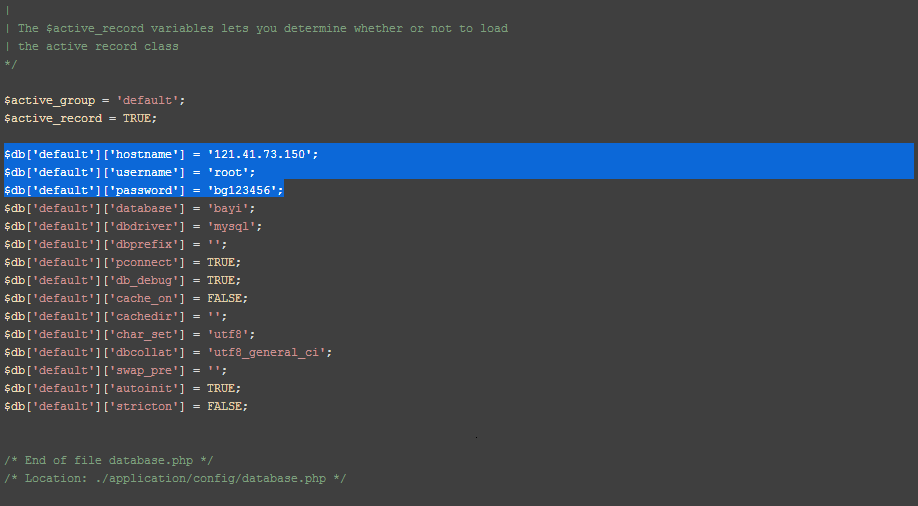 |
| The $active_record variables lets you determine whether or not to load
| the active record class
*/
$active_group = 'default';
$active_record = TRUE;
$db['default']['hostname'] = '121.41.73.150';
$db['default']['username'] = 'root';
$db['default']['password'] = 'bg123456';
$db['default']['database'] = 'bayi';
$db['default']['dbdriver'] = 'mysql';
$db['default']['dbprefix'] = '';
$db['default']['pconnect'] = TRUE;
$db['default']['db_debug'] = TRUE;
$db['default']['cache_on'] = FALSE;
$db['default']['cachedir'] = '';
$db['default']['char_set'] = 'utf8';
$db['default']['dbcollat'] = 'utf8_general_ci';
$db['default']['swap_pre'] = '';
$db['default']['autoinit'] = TRUE;
$db['default']['stricton'] = FALSE;
/* End of file database.php */
/* Location: ./application/config/database.php */